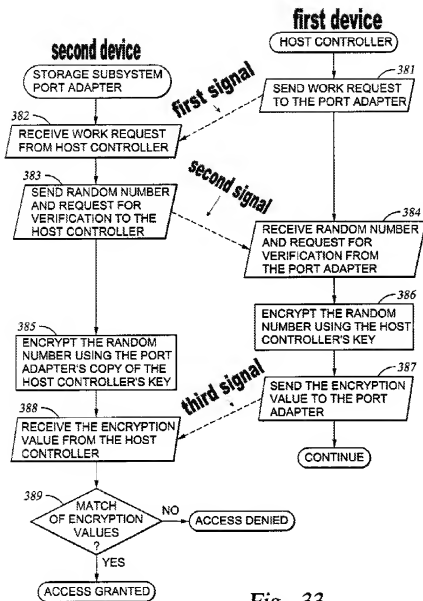 first device
second device
HOST CONTROLLER
STORAGE SUBSYSTEM
PORT ADAPTER
381
SEND WORK REQUEST
TO THE PORT ADAPTER
first signal
382
RECEIVE WORK REQUEST
FROM HOST CONTROLLER
383
SEND RANDOM NUMBER
AND REQUEST FOR
VERIFICATION TO THE
HOST CONTROLLER
second signal
384
RECEIVE RANDOM NUMBER
AND REQUEST FOR
VERIFICATION FROM
THE PORT ADAPTER
386
ENCRYPT THE RANDOM
NUMBER USING THE HOST
CONTROLLER'S KEY
385
ENCRYPT THE RANDOM
NUMBER USING THE PORT
ADAPTER'S COPY OF THE
HOST CONTROLLER'S KEY
387
SEND THE ENCRYPTION
VALUE TO THE PORT
ADAPTER
third signal
388
RECEIVE THE ENCRYPTION
VALUE FROM THE HOST
CONTROLLER
CONTINUE
389
MATCH
OF ENCRYPTION
VALUES
?
NO
ACCESS DENIED
YES
ACCESS GRANTED